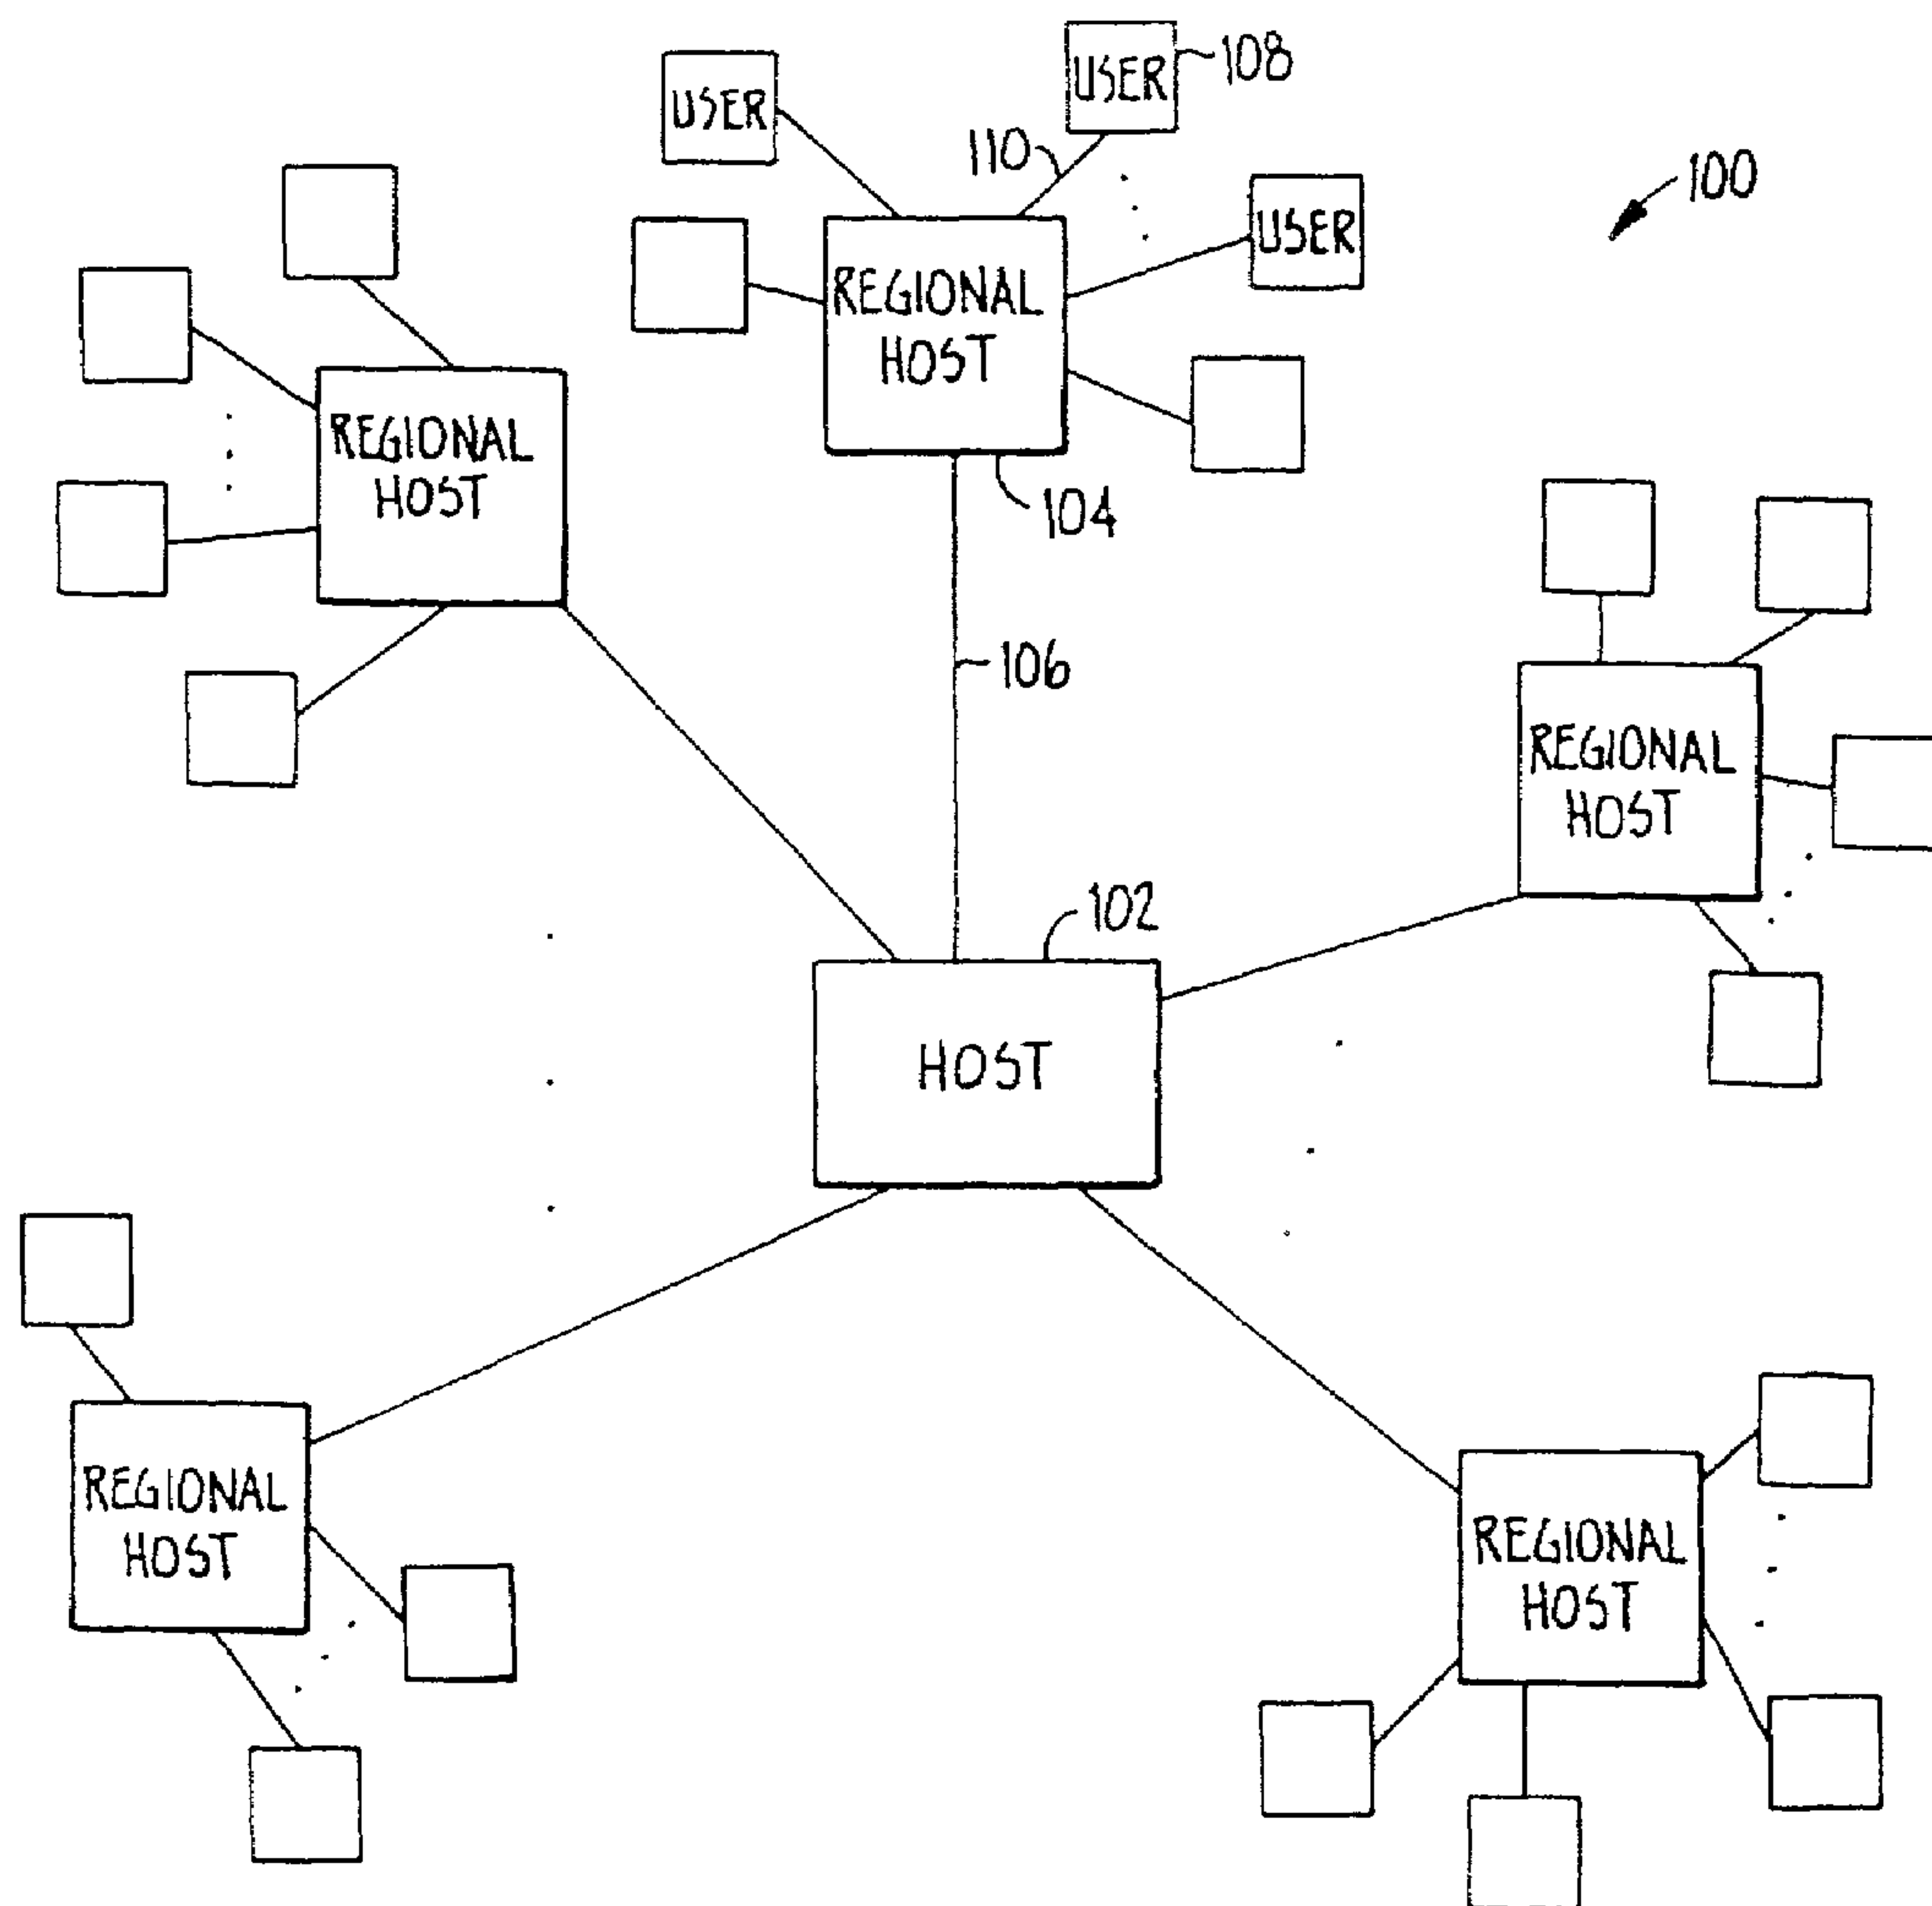 USER
USER
108
110
100
USER
REGIONAL
HOST
REGIONAL
HOST
104
106
REGIONAL
HOST
102
HOST
REGIONAL
HOST
REGIONAL
HOST